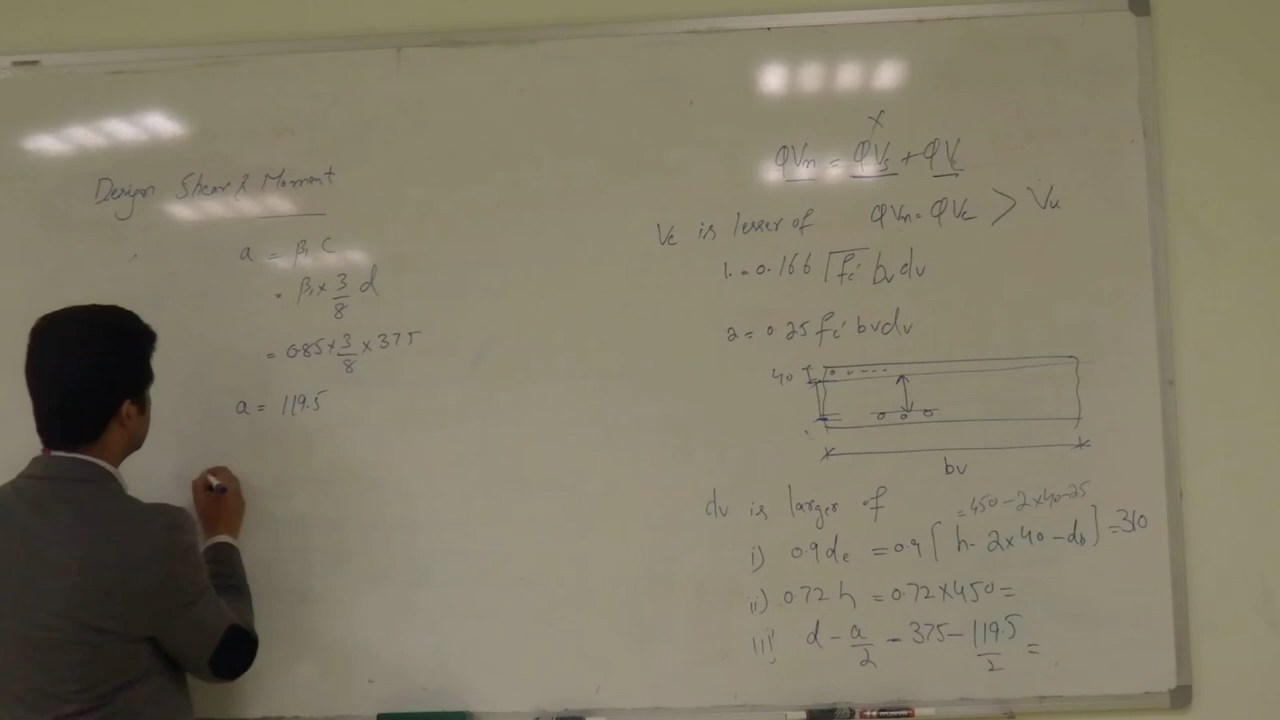 Design Shear & Moment
a = β₁ C
= β₁ × 3/8 d
= 0.85 × 3/8 × 375
a = 119.5
x
φVn = φVs + φVc
Vc is lesser of φVn = φVc > Vu
1. = 0.166 √fc' bv dv
2 = 0.25 fc' bv dv
40
bv
dv is larger of
= 450 - 2×40-25
i) 0.9 de = 0.9 [ h - 2×40 - db ] = 310
ii) 0.72 h = 0.72 × 450 =
iii) d - a/2 = 375 - 119.5/2 =